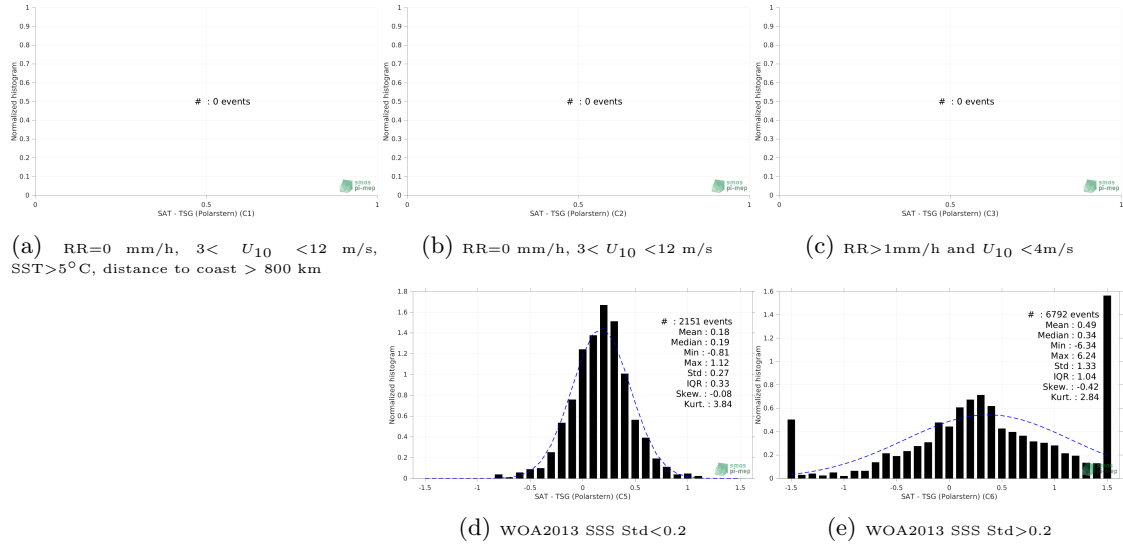 1
0.9
0.8
0.7
0.6
0.5
0.4
0.3
0.2
0.1
0
Normalized histogram
# : 0 events
smos
pi-mep
0 0.5 1
SAT - TSG (Polarstern) (C1)
1
0.9
0.8
0.7
0.6
0.5
0.4
0.3
0.2
0.1
0
Normalized histogram
# : 0 events
smos
pi-mep
0 0.5 1
SAT - TSG (Polarstern) (C2)
1
0.9
0.8
0.7
0.6
0.5
0.4
0.3
0.2
0.1
0
Normalized histogram
# : 0 events
smos
pi-mep
0 0.5 1
SAT - TSG (Polarstern) (C3)
(a) RR=0 mm/h, 3< U10 <12 m/s,
SST>5°C, distance to coast > 800 km
(b) RR=0 mm/h, 3< U10 <12 m/s
(c) RR>1mm/h and U10 <4m/s
1.8
1.6
1.4
1.2
1
0.8
0.6
0.4
0.2
0
Normalized histogram
# : 2151 events
Mean : 0.18
Median : 0.19
Min : -0.81
Max : 1.12
Std : 0.27
IQR : 0.33
Skew. : -0.08
Kurt. : 3.84
smos
pi-mep
-1.5 -1 -0.5 0 0.5 1 1.5
SAT - TSG (Polarstern) (C5)
1.6
1.4
1.2
1
0.8
0.6
0.4
0.2
0
Normalized histogram
# : 6792 events
Mean : 0.49
Median : 0.34
Min : -6.34
Max : 6.24
Std : 1.33
IQR : 1.04
Skew. : -0.42
Kurt. : 2.84
smos
pi-mep
-1.5 -1 -0.5 0 0.5 1 1.5
SAT - TSG (Polarstern) (C6)
(d) WOA2013 SSS Std<0.2
(e) WOA2013 SSS Std>0.2